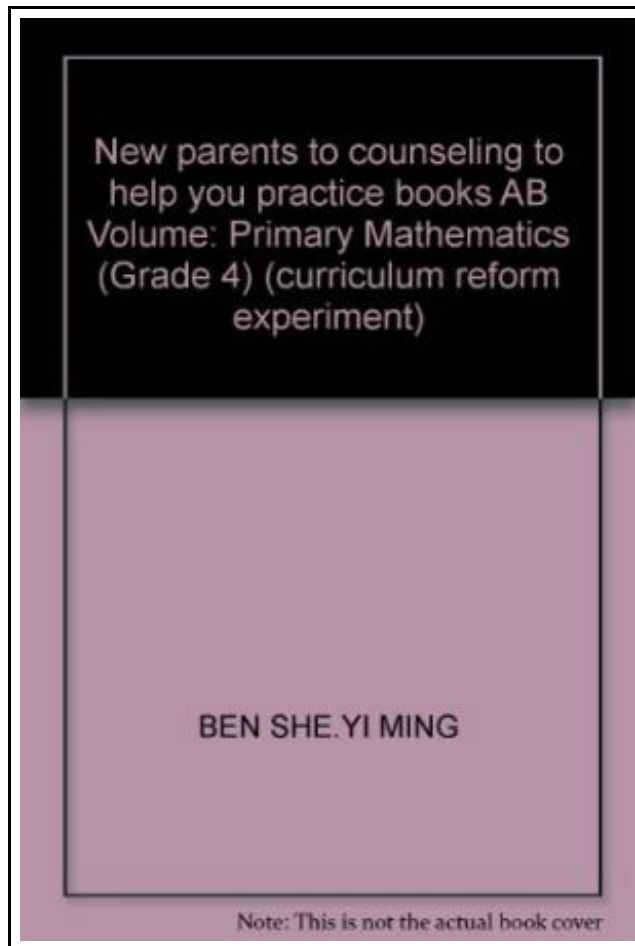 New parents to counseling to
help you practice books AB
Volume: Primary Mathematics
(Grade 4) (curriculum reform
experiment)
BEN SHE.YI MING
Note: This is not the actual book cover